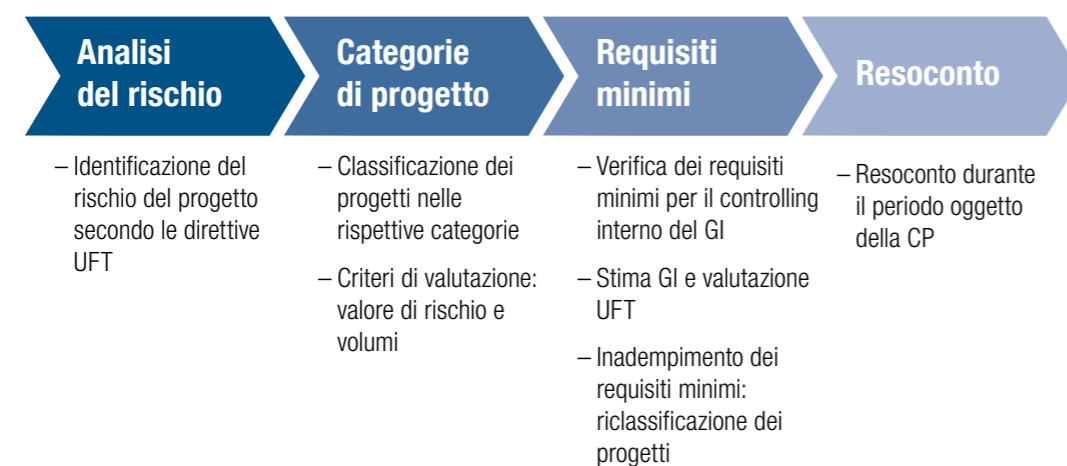 Analisi
del rischio
Categorie
di progetto
Requisiti
minimi
Resoconto
– Identificazione del
rischio del progetto
secondo le direttive
UFT
– Classificazione dei
progetti nelle
rispettive categorie
– Criteri di valutazione:
valore di rischio e
volumi
– Verifica dei requisiti
minimi per il controlling
interno del GI
– Stima GI e valutazione
UFT
– Inadempimento dei
requisiti minimi:
riclassificazione dei
progetti
– Resoconto durante
il periodo oggetto
della CP